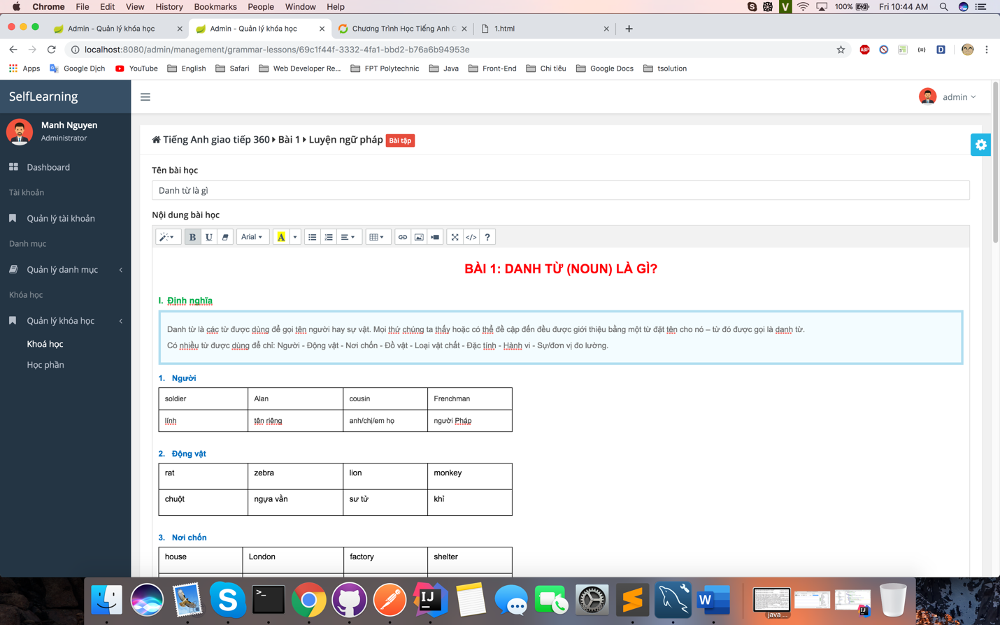 Chrome File Edit View History Bookmarks People Window Help
100% Fri 10:44 AM
Admin - Quản lý khóa học
Admin - Quản lý khóa học
Chương Trình Học Tiếng Anh G
1.html
localhost:8080/admin/management/grammar-lessons/69c1f44f-3332-4fa1-bbd2-b76a6b94953e
ABP
Apps Google Dịch YouTube English Safari Web Developer Re... FPT Polytechnic Java Front-End Chi tiêu Google Docs tsolution
SelfLearning
admin
Manh Nguyen
Administrator
Dashboard
Tài khoản
Quản lý tài khoản
Danh mục
Quản lý danh mục
Khóa học
Quản lý khóa học
Khoá học
Học phần
Tiếng Anh giao tiếp 360 Bài 1 Luyện ngữ pháp Bài tập
Tên bài học
Danh từ là gì
Nội dung bài học
B U Arial A </> ?
BÀI 1: DANH TỪ (NOUN) LÀ GÌ?
I. Định nghĩa
Danh từ là các từ được dùng để gọi tên người hay sự vật. Mọi thứ chúng ta thấy hoặc có thể đề cập đến đều được giới thiệu bằng một từ đặt tên cho nó – từ đó được gọi là danh từ.
Có nhiều từ được dùng để chỉ: Người - Động vật - Nơi chốn - Đồ vật - Loại vật chất - Đặc tính - Hành vi - Sự/đơn vị đo lường.
1. Người
soldier Alan cousin Frenchman
lính tên riêng anh/chị/em họ người Pháp
2. Động vật
rat zebra lion monkey
chuột ngựa vằn sư tử khỉ
3. Nơi chốn
house London factory shelter
java ...